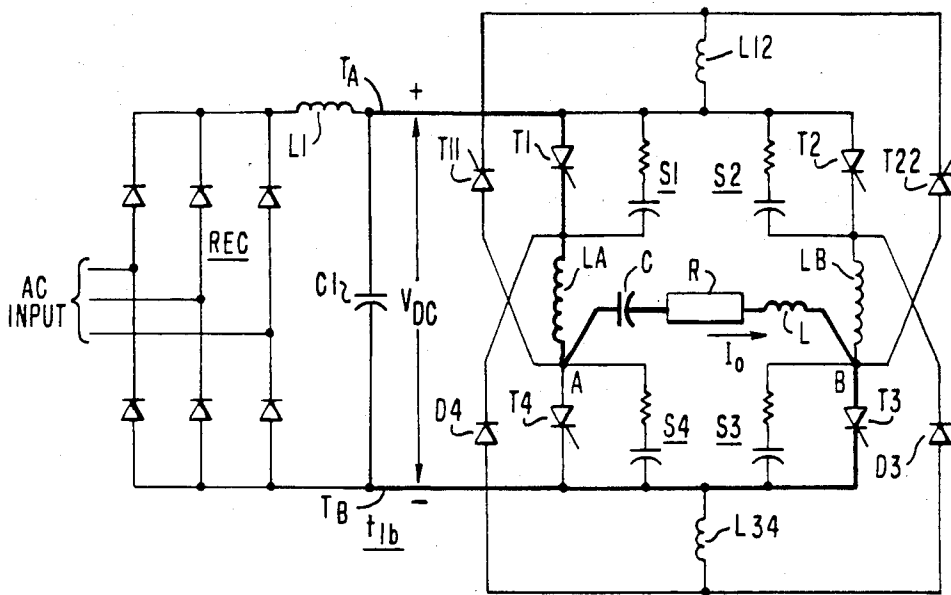 L12
TA
+
L1
T11
T1
S1
S2
T2
T22
REC
LA
C
R
LB
AC
INPUT
C1
VDC
L
Io
A
B
D4
T4
S4
S3
T3
D3
TB
−
t1b
L34